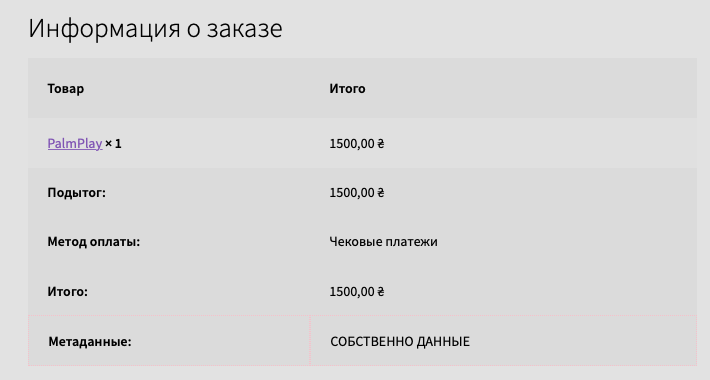 Информация о заказе
Товар Итого
PalmPlay × 1 1500,00 ₴
Подытог: 1500,00 ₴
Метод оплаты: Чековые платежи
Итого: 1500,00 ₴
Метаданные: СОБСТВЕННО ДАННЫЕ